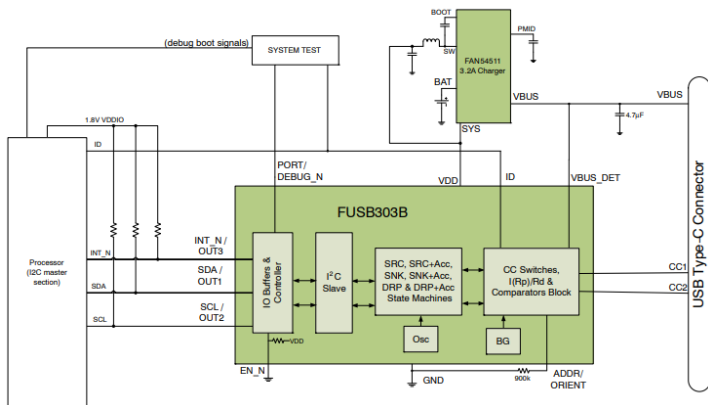 BOOT
(debug boot signals)
SYSTEM TEST
PMID
SW
FAN54511
3.2A Charger
BAT
VBUS
VBUS
4.7µF
SYS
1.8V VDDIO
ID
PORT/
DEBUG_N
VDD
ID
VBUS_DET
FUSB303B
INT_N /
OUT3
INT_N
Processor
(I2C master
section)
SDA /
OUT1
SDA
SCL /
OUT2
SCL
IO Buffers &
Controller
I2C
Slave
SRC, SRC+Acc,
SNK, SNK+Acc,
DRP & DRP+Acc
State Machines
CC Switches,
I(Rp)/Rd &
Comparators Block
CC1
CC2
USB Type-C Connector
Osc
BG
VDD
EN_N
GND
900k
ADDR/
ORIENT